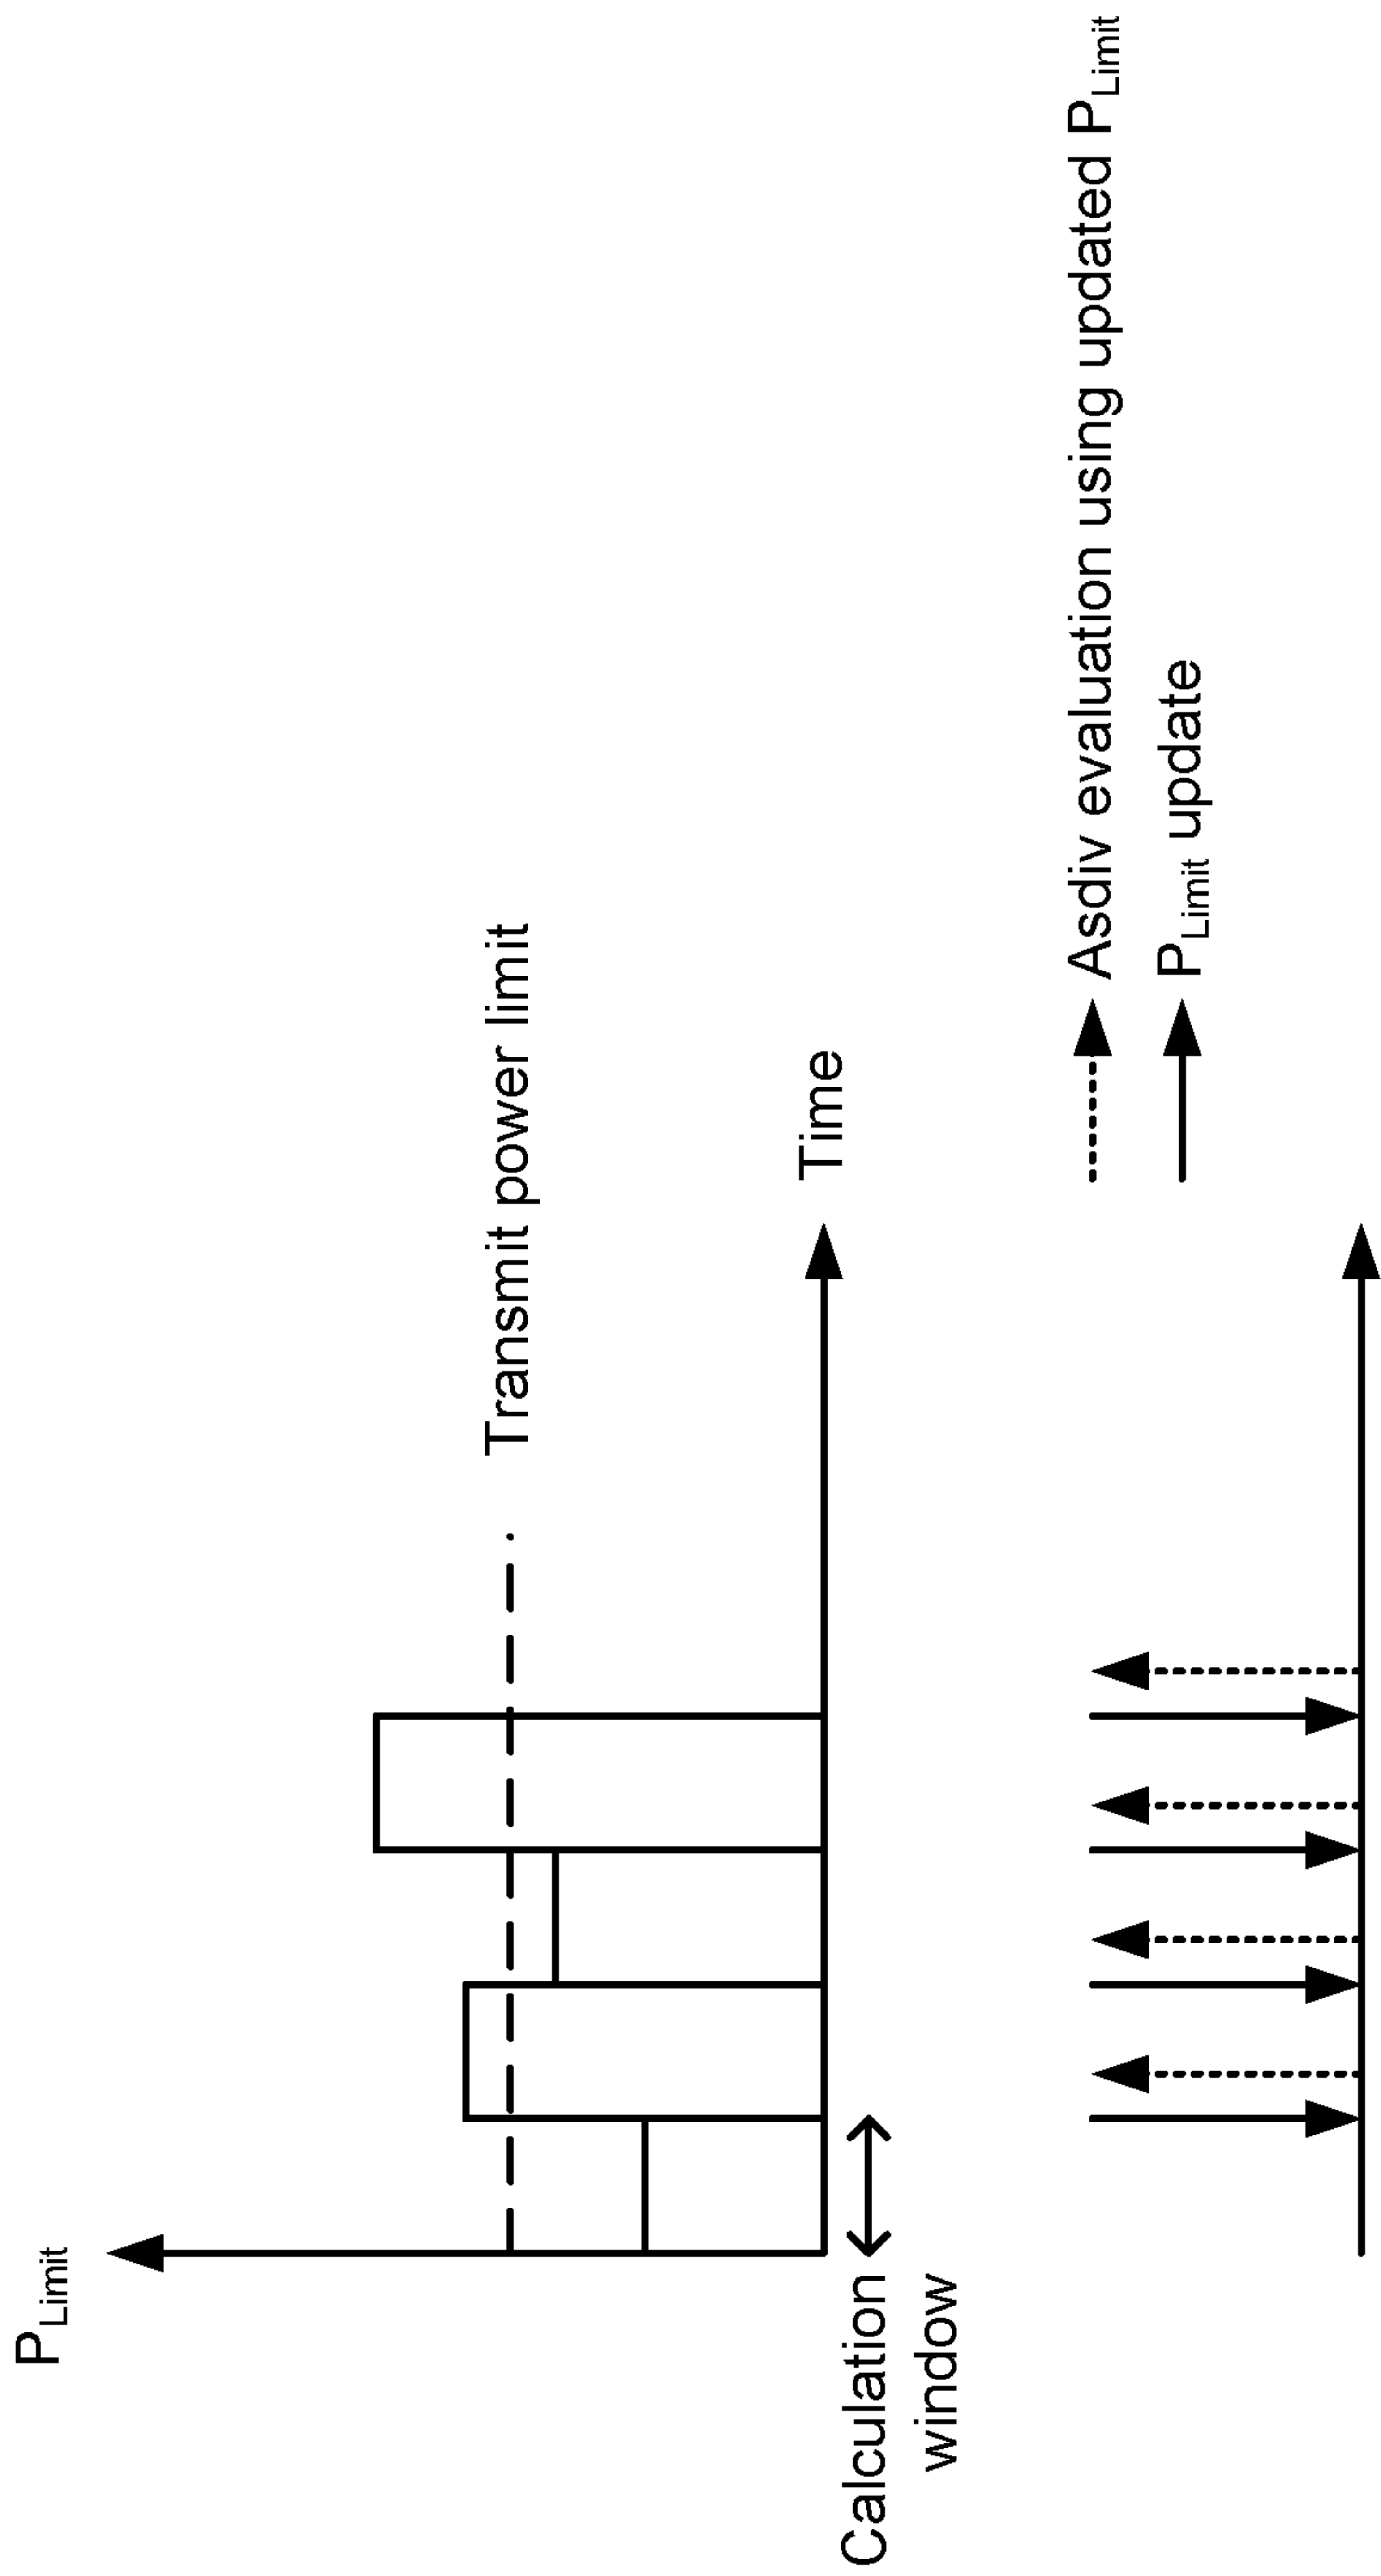 P_Limit
Transmit power limit
Time
Calculation
window
Asdiv evaluation using updated P_Limit
P_Limit update